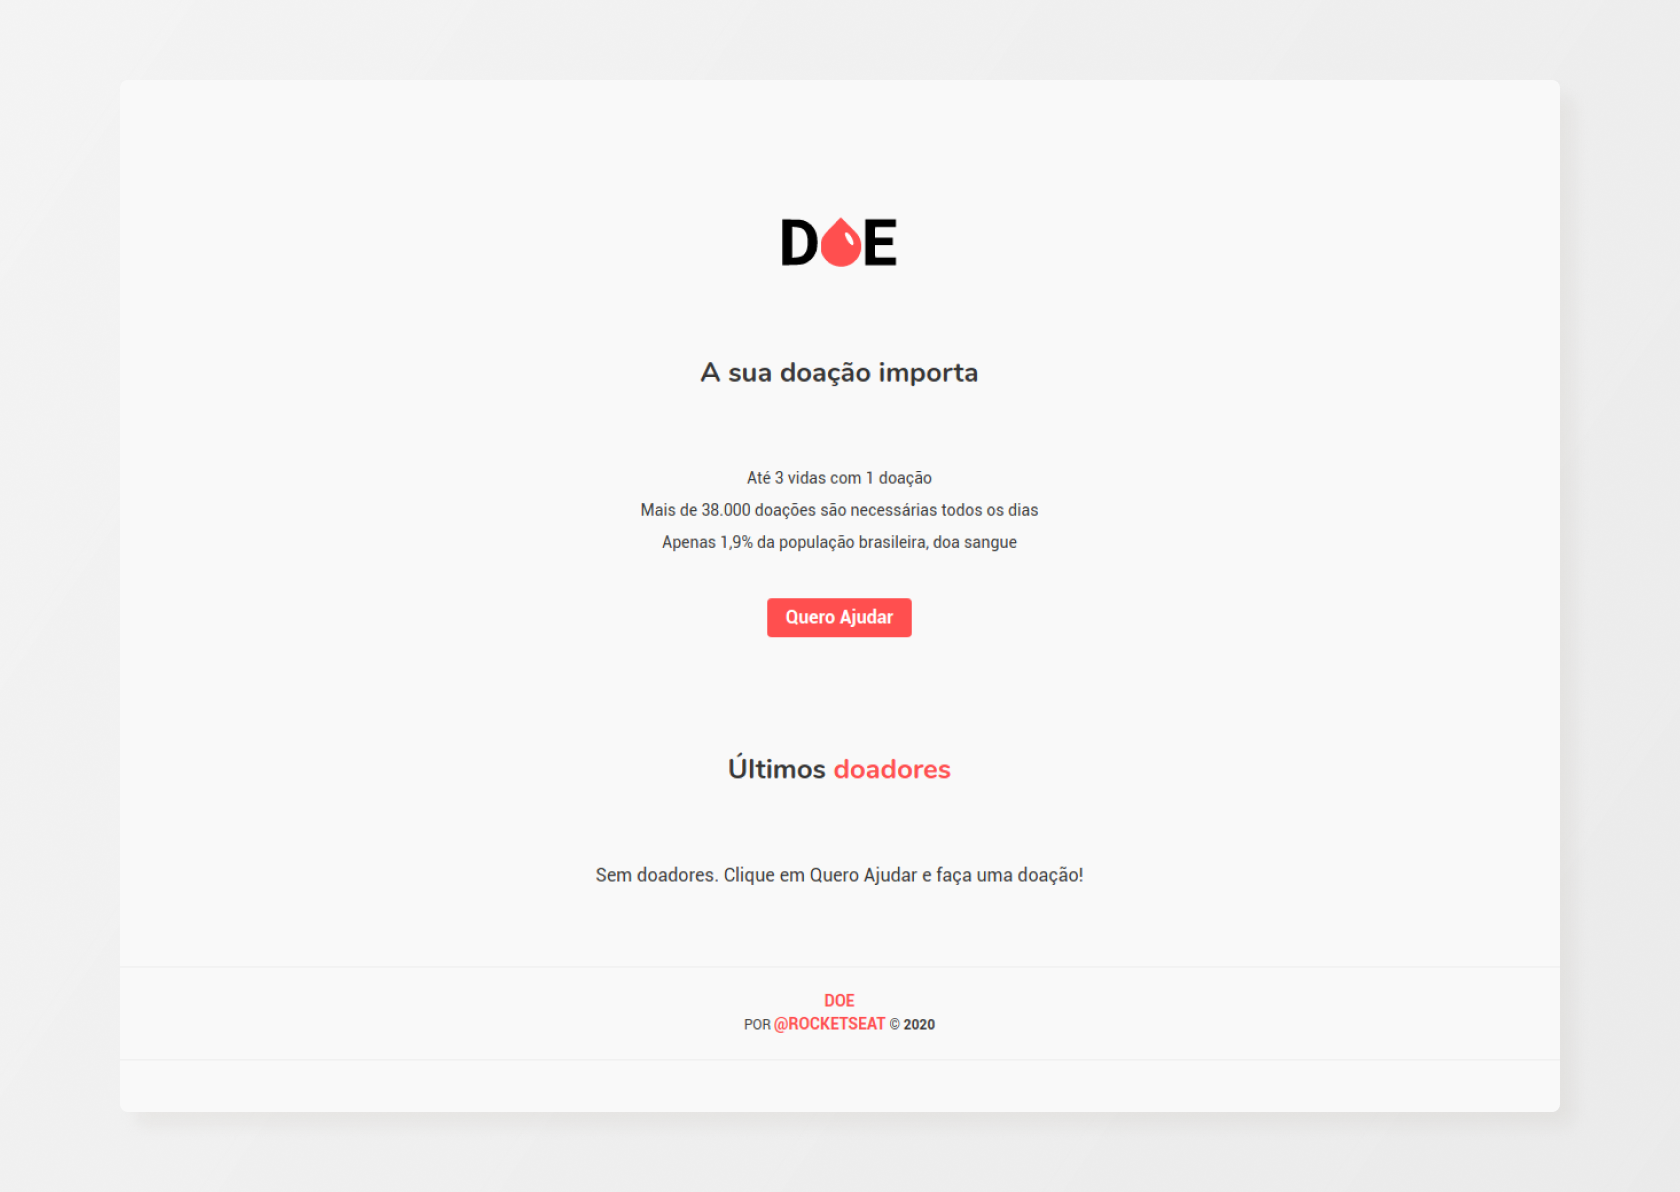 DOE
A sua doação importa
Até 3 vidas com 1 doação
Mais de 38.000 doações são necessárias todos os dias
Apenas 1,9% da população brasileira, doa sangue
Quero Ajudar
Últimos doadores
Sem doadores. Clique em Quero Ajudar e faça uma doação!
DOE
POR @ROCKETSEAT © 2020